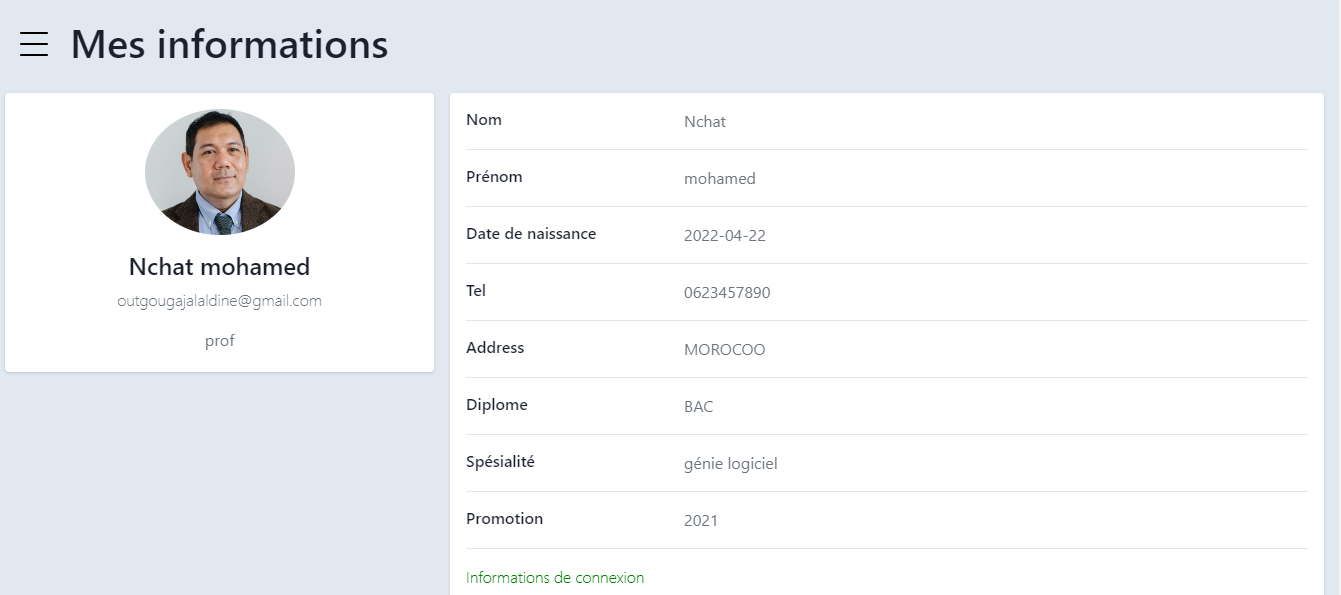 Mes informations
Nchat mohamed
outgougajalaldine@gmail.com
prof
Nom Nchat
Prénom mohamed
Date de naissance 2022-04-22
Tel 0623457890
Address MOROCOO
Diplome BAC
Spésialité génie logiciel
Promotion 2021
Informations de connexion